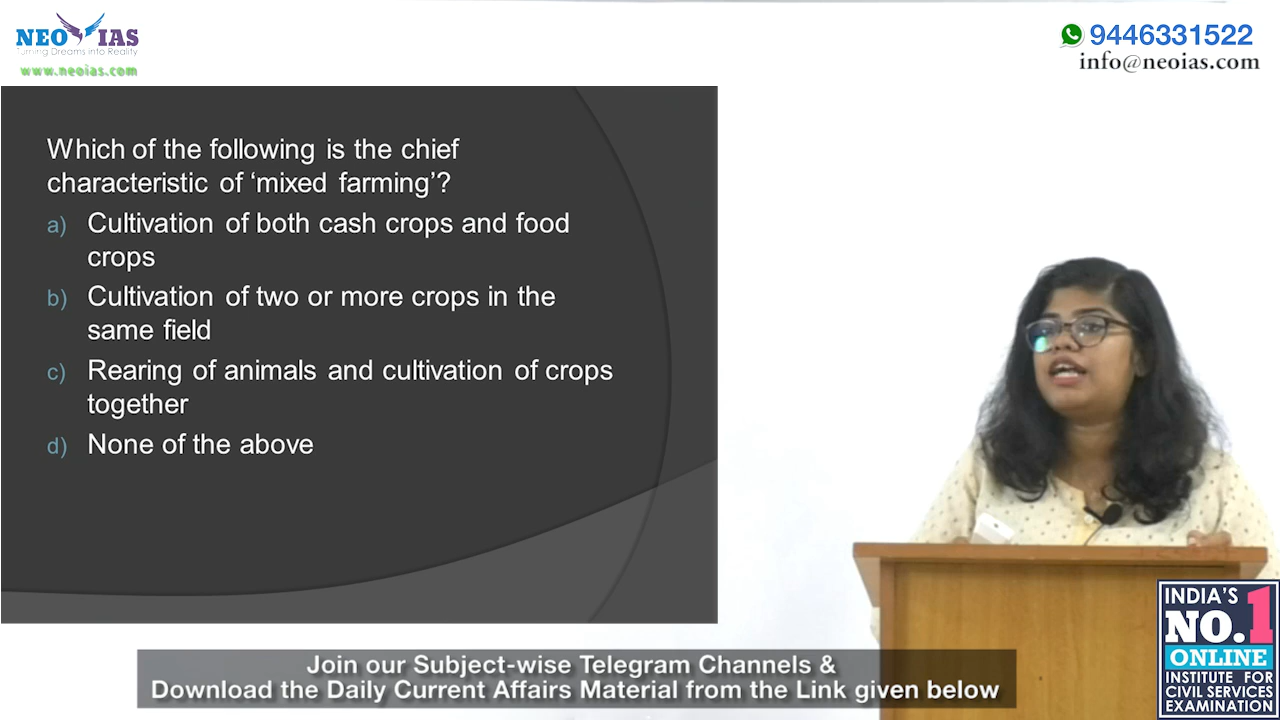 NEO IAS
Turning Dreams into Reality
www.neoias.com
9446331522
info@neoias.com
Which of the following is the chief
characteristic of ‘mixed farming’?
a) Cultivation of both cash crops and food
crops
b) Cultivation of two or more crops in the
same field
c) Rearing of animals and cultivation of crops
together
d) None of the above
INDIA'S
NO.1
ONLINE
INSTITUTE FOR
CIVIL SERVICES
EXAMINATION
Join our Subject-wise Telegram Channels &
Download the Daily Current Affairs Material from the Link given below